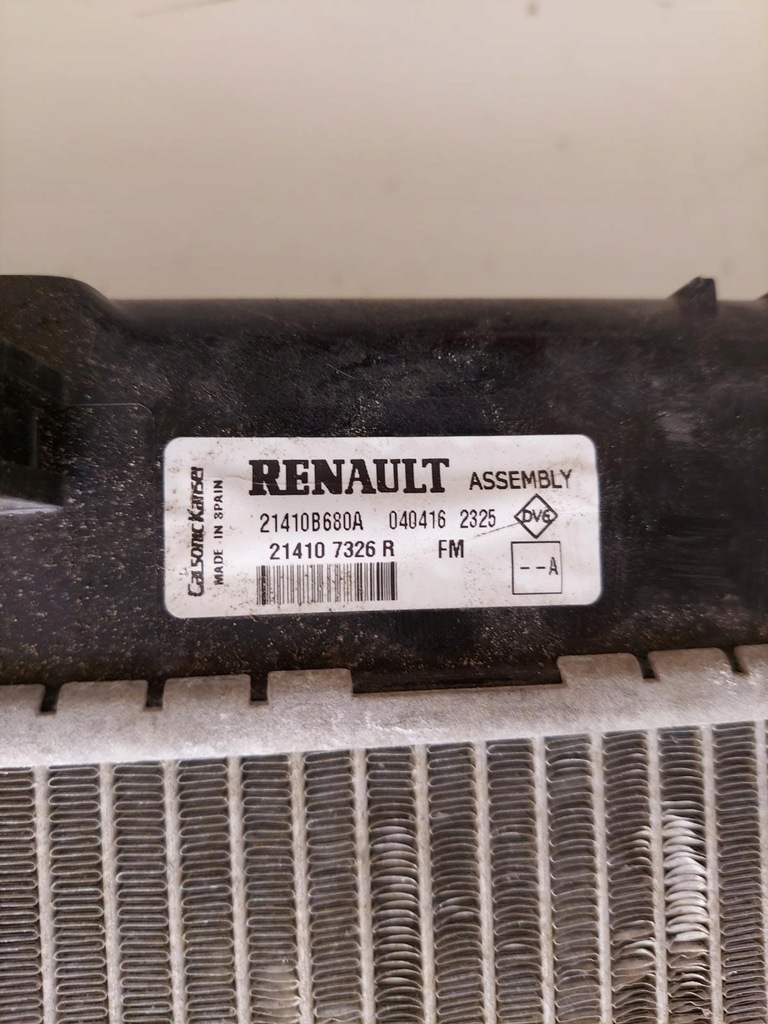 RENAULT ASSEMBLY
21410B680A 040416 2325 DV6
21410 7326 R FM
--A
Calsonic Kansei
MADE IN SPAIN